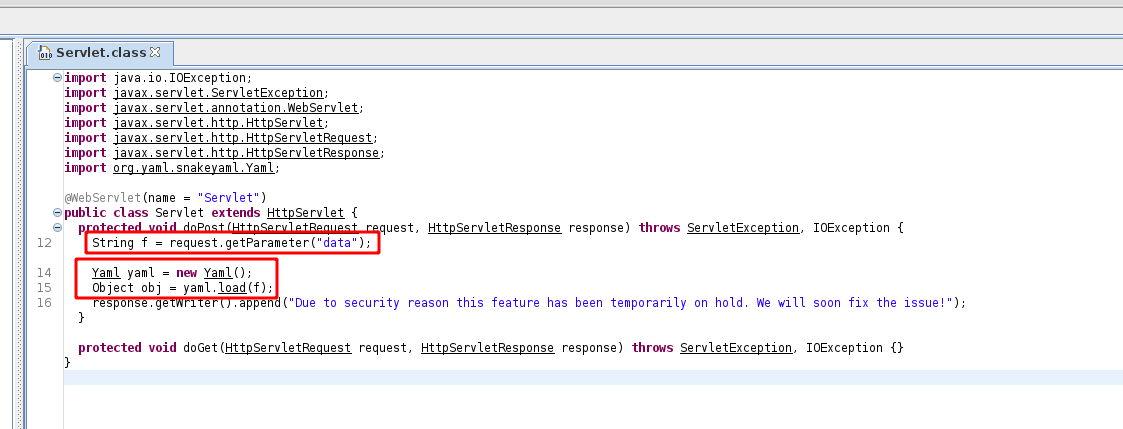 Servlet.class
import java.io.IOException;
import javax.servlet.ServletException;
import javax.servlet.annotation.WebServlet;
import javax.servlet.http.HttpServlet;
import javax.servlet.http.HttpServletRequest;
import javax.servlet.http.HttpServletResponse;
import org.yaml.snakeyaml.Yaml;
@WebServlet(name = "Servlet")
public class Servlet extends HttpServlet {
protected void doPost(HttpServletRequest request, HttpServletResponse response) throws ServletException, IOException {
12 String f = request.getParameter("data");
14 Yaml yaml = new Yaml();
15 Object obj = yaml.load(f);
16 response.getWriter().append("Due to security reason this feature has been temporarily on hold. We will soon fix the issue!");
}
protected void doGet(HttpServletRequest request, HttpServletResponse response) throws ServletException, IOException {}
}